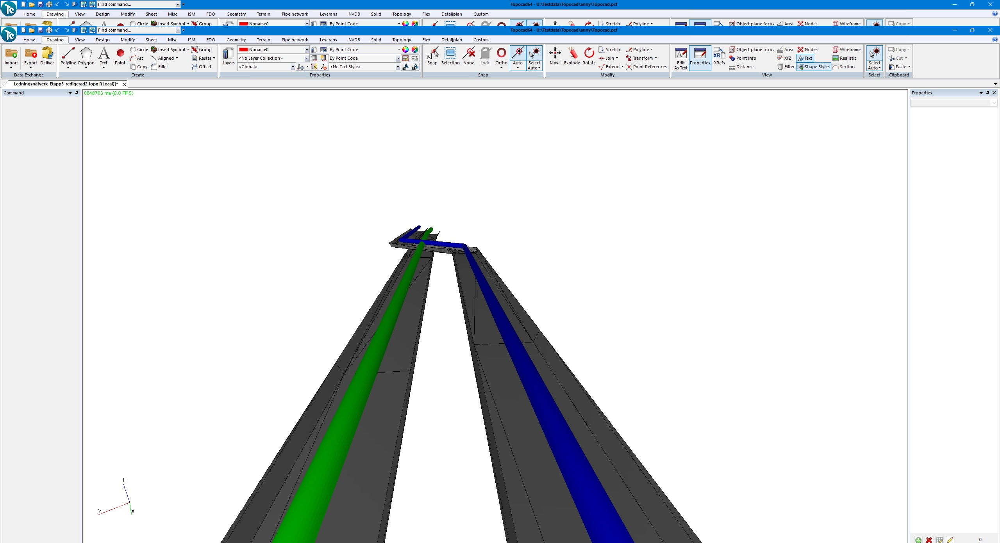 Find command...
Topocad64 - U:\Testdata\Topocad\anny\Topocad.pcf
Home Drawing View Design Modify Sheet Misc ISM FDO Geometry Terrain Pipe network Leverans NVDB Solid Topology Flex Detaljplan Custom
Circle Insert Symbol Group Noname0 By Point Code Stretch Polyline Object plane focus Area Nodes Wireframe Copy
Find command...
Topocad64 - U:\Testdata\Topocad\anny\Topocad.pcf
Home Drawing View Design Modify Sheet Misc ISM FDO Geometry Terrain Pipe network Leverans NVDB Solid Topology Flex Detaljplan Custom
Circle Insert Symbol Group Noname0 By Point Code Stretch Polyline Object plane focus Area Nodes Wireframe Copy
Arc Aligned Raster <No Layer Collection> By Point Code Join Transform Point Info XYZ Text Realistic Cut
Import Export Deliver Polyline Polygon Text Point Layers Snap Selection None Lock Ortho Auto Select Auto Move Explode Rotate Edit As Text Properties XRefs Select Auto
Copy Fillet Offset <Global> <No Text Style> Extend Point References Distance Filter Shape Styles Section Paste
Data Exchange Create Properties Snap Modify View Select Clipboard
Ledningsnätverk_Etapp3_redigerad2.topx [(Local)]*
Command
0048703 ms (0.0 FPS)
Properties
H
Y
X
0